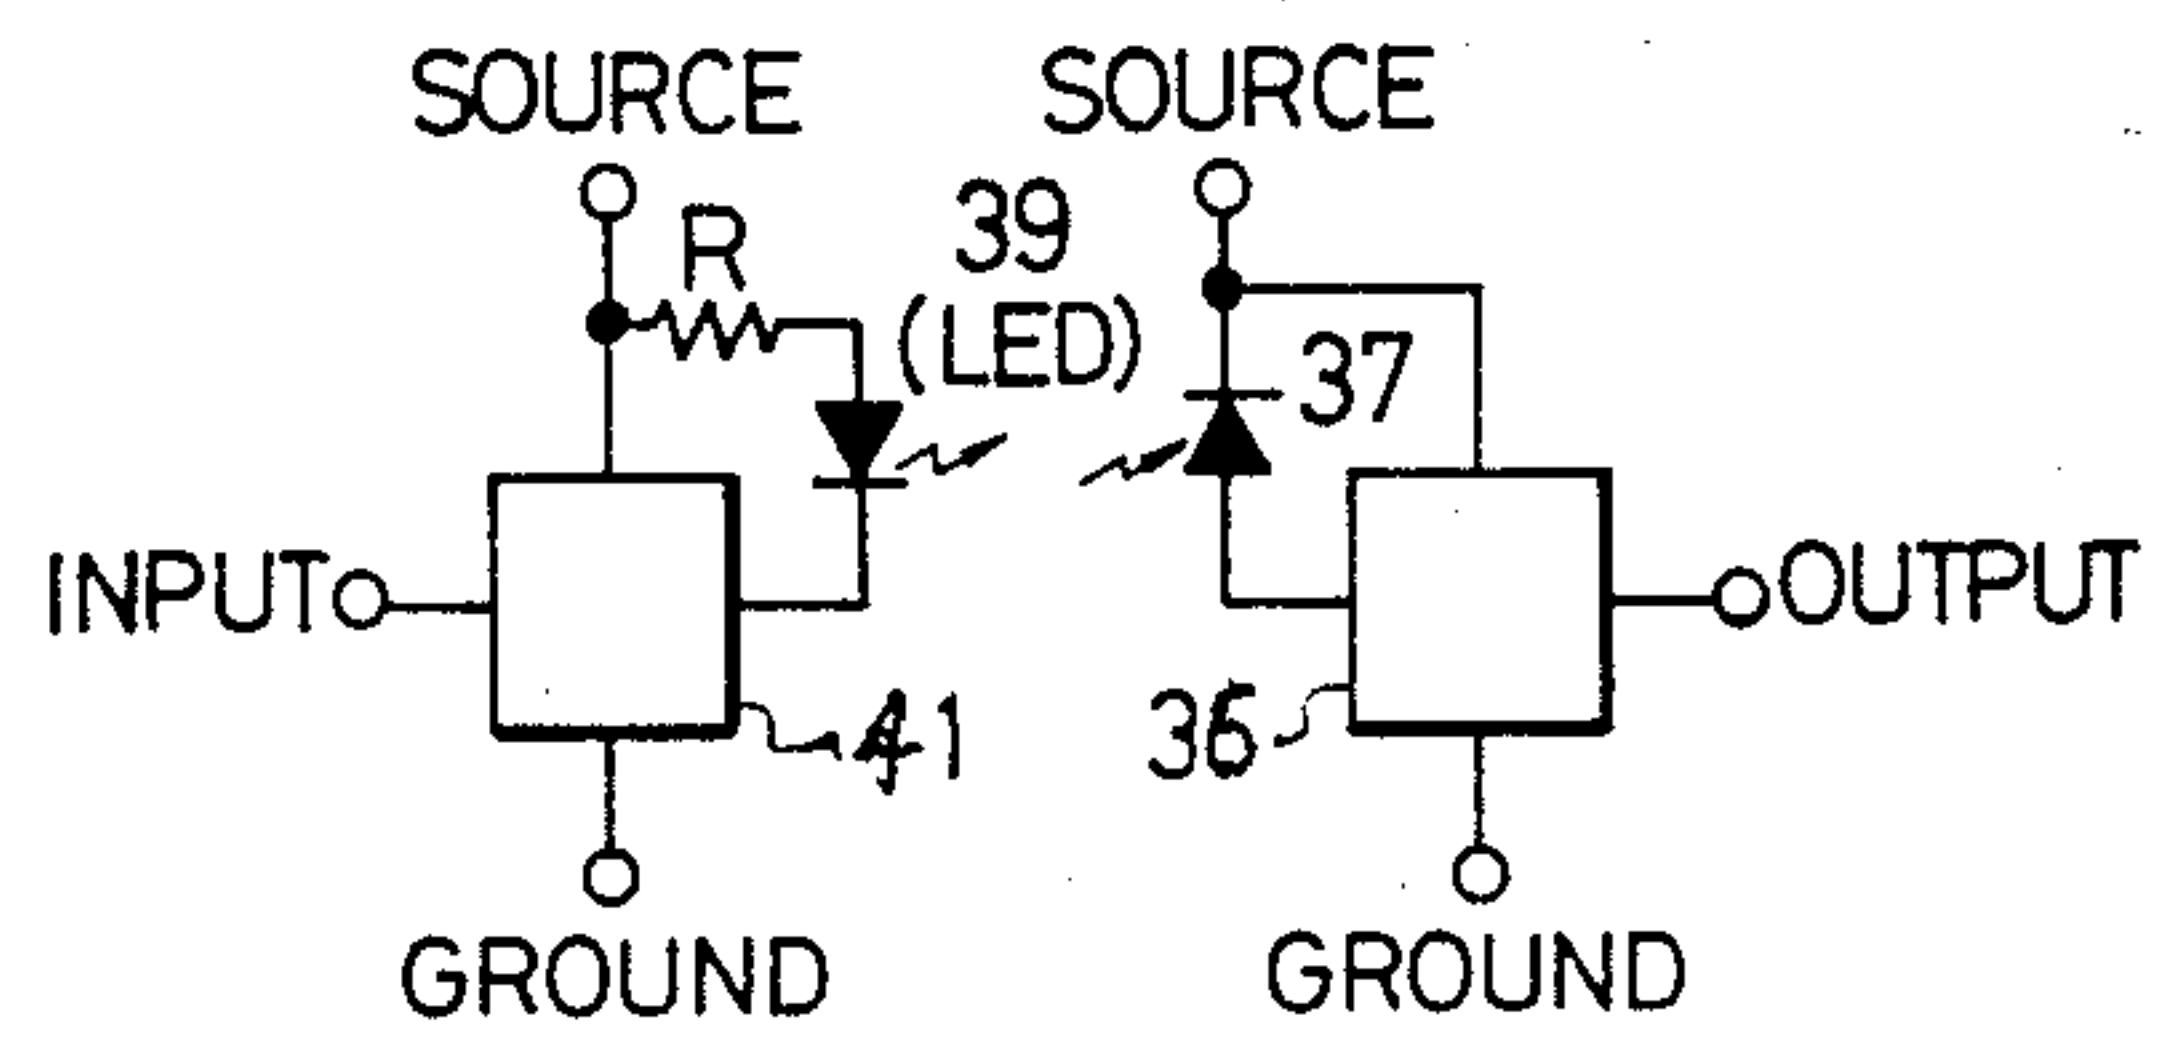 SOURCE
SOURCE
R
39
(LED)
37
INPUT
OUTPUT
41
36
GROUND
GROUND